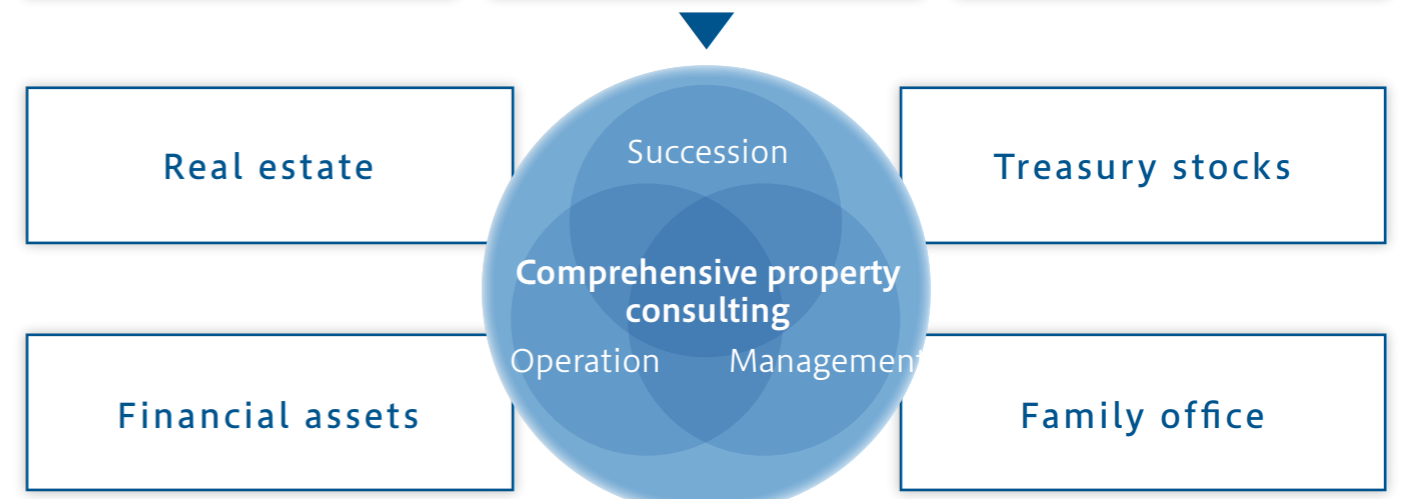 Succession
Real estate
Treasury stocks
Comprehensive property
consulting
Operation
Management
Financial assets
Family office